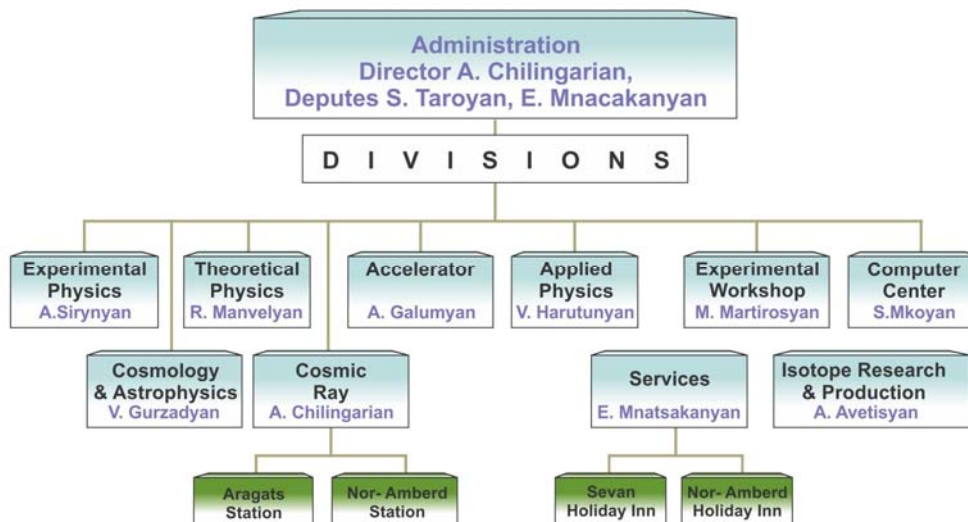 Administration
Director A. Chilingarian,
Deputes S. Taroyan, E. Mnacakanyan
D I V I S I O N S
Experimental
Physics
A.Sirynyan
Theoretical
Physics
R. Manvelyan
Accelerator
A. Galumyan
Applied
Physics
V. Harutunyan
Experimental
Workshop
M. Martirosyan
Computer
Center
S.Mkoyan
Cosmology
& Astrophysics
V. Gurzadyan
Cosmic
Ray
A. Chilingarian
Services
E. Mnatsakanyan
Isotope Research
& Production
A. Avetisyan
Aragats
Station
Nor- Amberd
Station
Sevan
Holiday Inn
Nor- Amberd
Holiday Inn